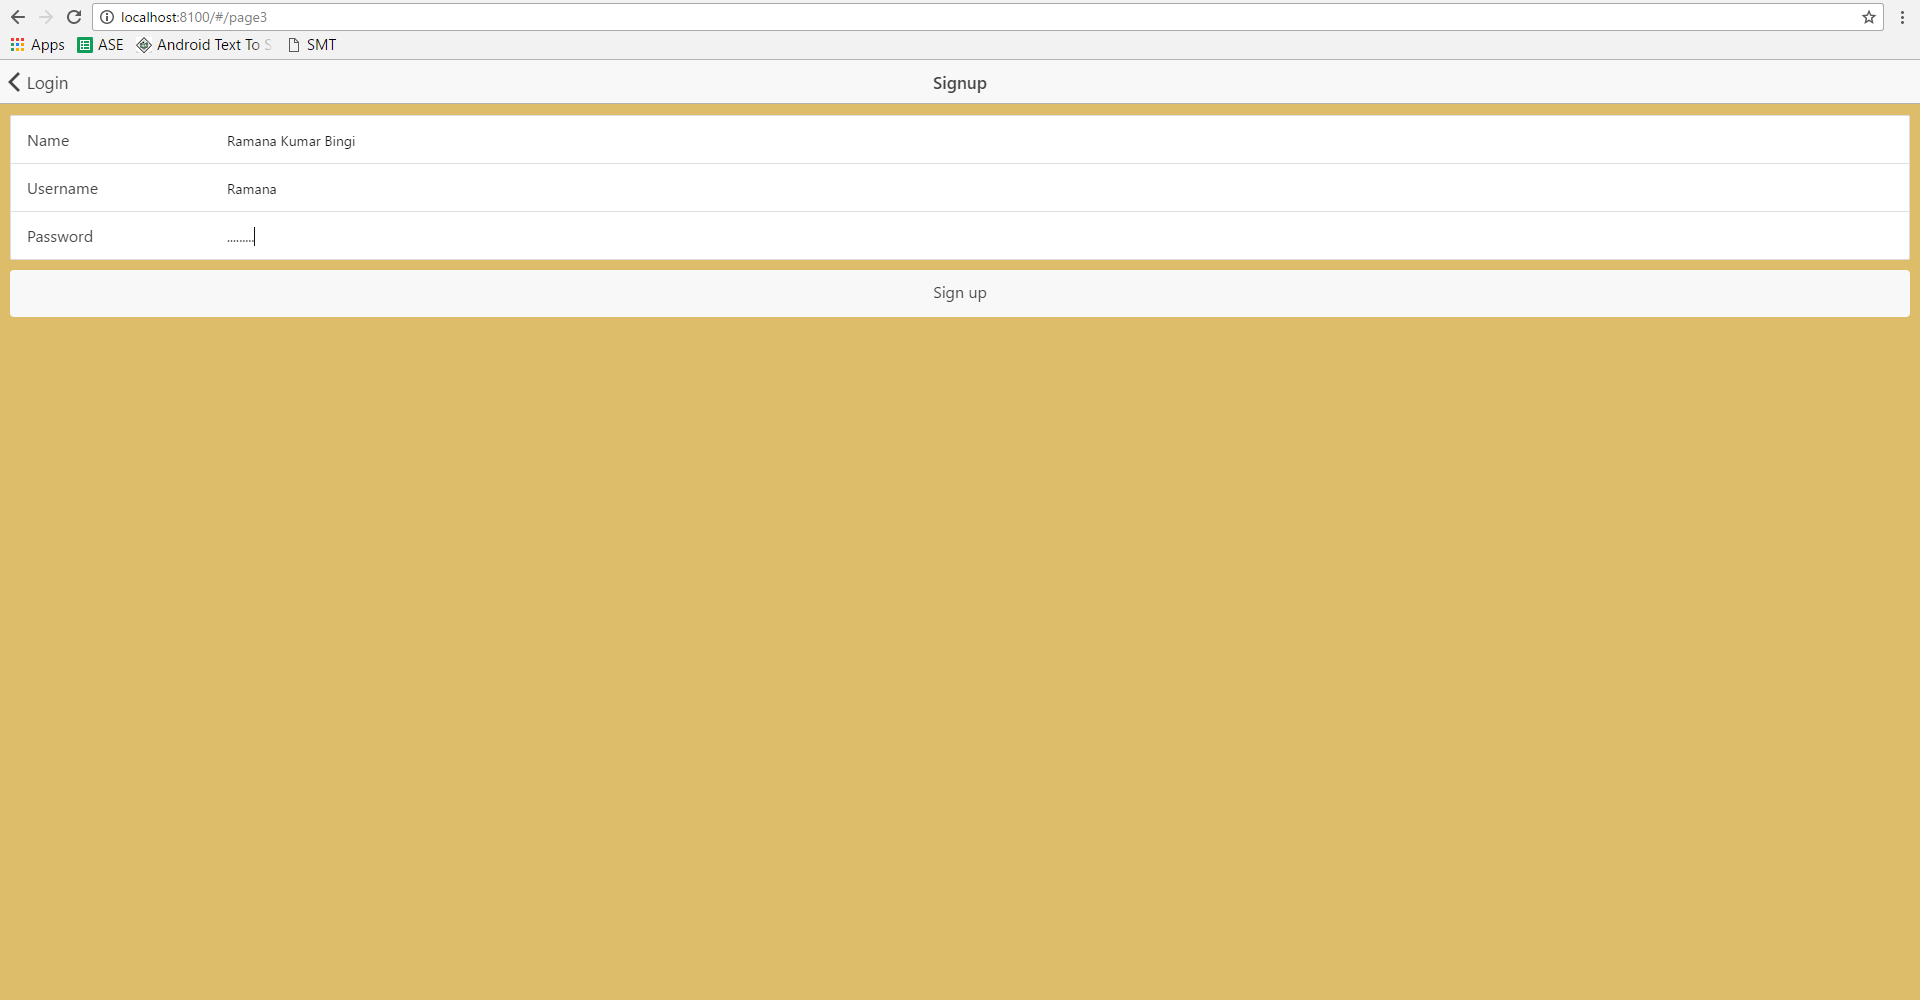 localhost:8100/#/page3
Apps ASE Android Text To S SMT
Login Signup
Name Ramana Kumar Bingi
Username Ramana
Password .........
Sign up